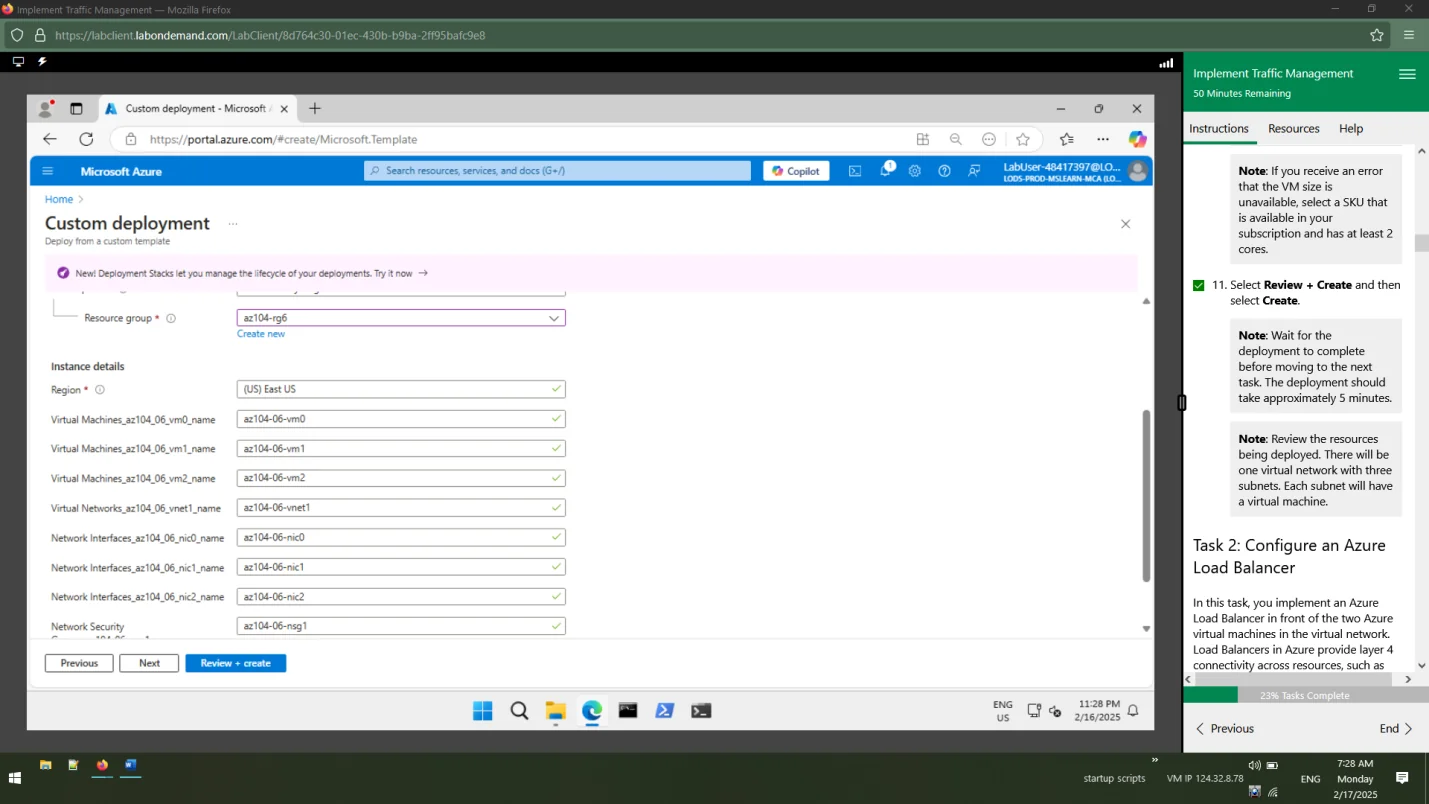 Implement Traffic Management — Mozilla Firefox
https://labclient.labondemand.com/LabClient/8d764c30-01ec-430b-b9ba-2ff95bafc9e8
Custom deployment - Microsoft A
https://portal.azure.com/#create/Microsoft.Template
Microsoft Azure
Search resources, services, and docs (G+/)
Copilot
1
LabUser-48417397@LO...
LODS-PROD-MSLEARN-MCA (LO...
Home
Custom deployment
...
Deploy from a custom template
New! Deployment Stacks let you manage the lifecycle of your deployments. Try it now →
Resource group *
az104-rg6
Create new
Instance details
Region *
(US) East US
Virtual Machines_az104_06_vm0_name
az104-06-vm0
Virtual Machines_az104_06_vm1_name
az104-06-vm1
Virtual Machines_az104_06_vm2_name
az104-06-vm2
Virtual Networks_az104_06_vnet1_name
az104-06-vnet1
Network Interfaces_az104_06_nic0_name
az104-06-nic0
Network Interfaces_az104_06_nic1_name
az104-06-nic1
Network Interfaces_az104_06_nic2_name
az104-06-nic2
Network Security
az104-06-nsg1
Previous
Next
Review + create
ENG
US
11:28 PM
2/16/2025
Implement Traffic Management
50 Minutes Remaining
Instructions
Resources
Help
Note: If you receive an error
that the VM size is
unavailable, select a SKU that
is available in your
subscription and has at least 2
cores.
11. Select Review + Create and then
select Create.
Note: Wait for the
deployment to complete
before moving to the next
task. The deployment should
take approximately 5 minutes.
Note: Review the resources
being deployed. There will be
one virtual network with three
subnets. Each subnet will have
a virtual machine.
Task 2: Configure an Azure
Load Balancer
In this task, you implement an Azure
Load Balancer in front of the two Azure
virtual machines in the virtual network.
Load Balancers in Azure provide layer 4
connectivity across resources, such as
23% Tasks Complete
Previous
End
startup scripts
VM IP 124.32.8.78
ENG
7:28 AM
Monday
2/17/2025